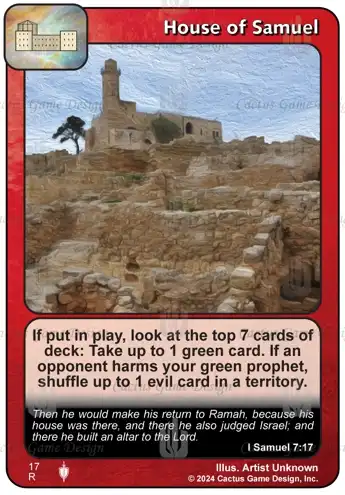 House of Samuel
Cactus Game Design
If put in play, look at the top 7 cards of
deck: Take up to 1 green card. If an
opponent harms your green prophet,
shuffle up to 1 evil card in a territory.
Then he would make his return to Ramah, because his
house was there, and there he also judged Israel; and
there he built an altar to the Lord.
I Samuel 7:17
17
R
Illus. Artist Unknown
© 2024 Cactus Game Design, Inc.